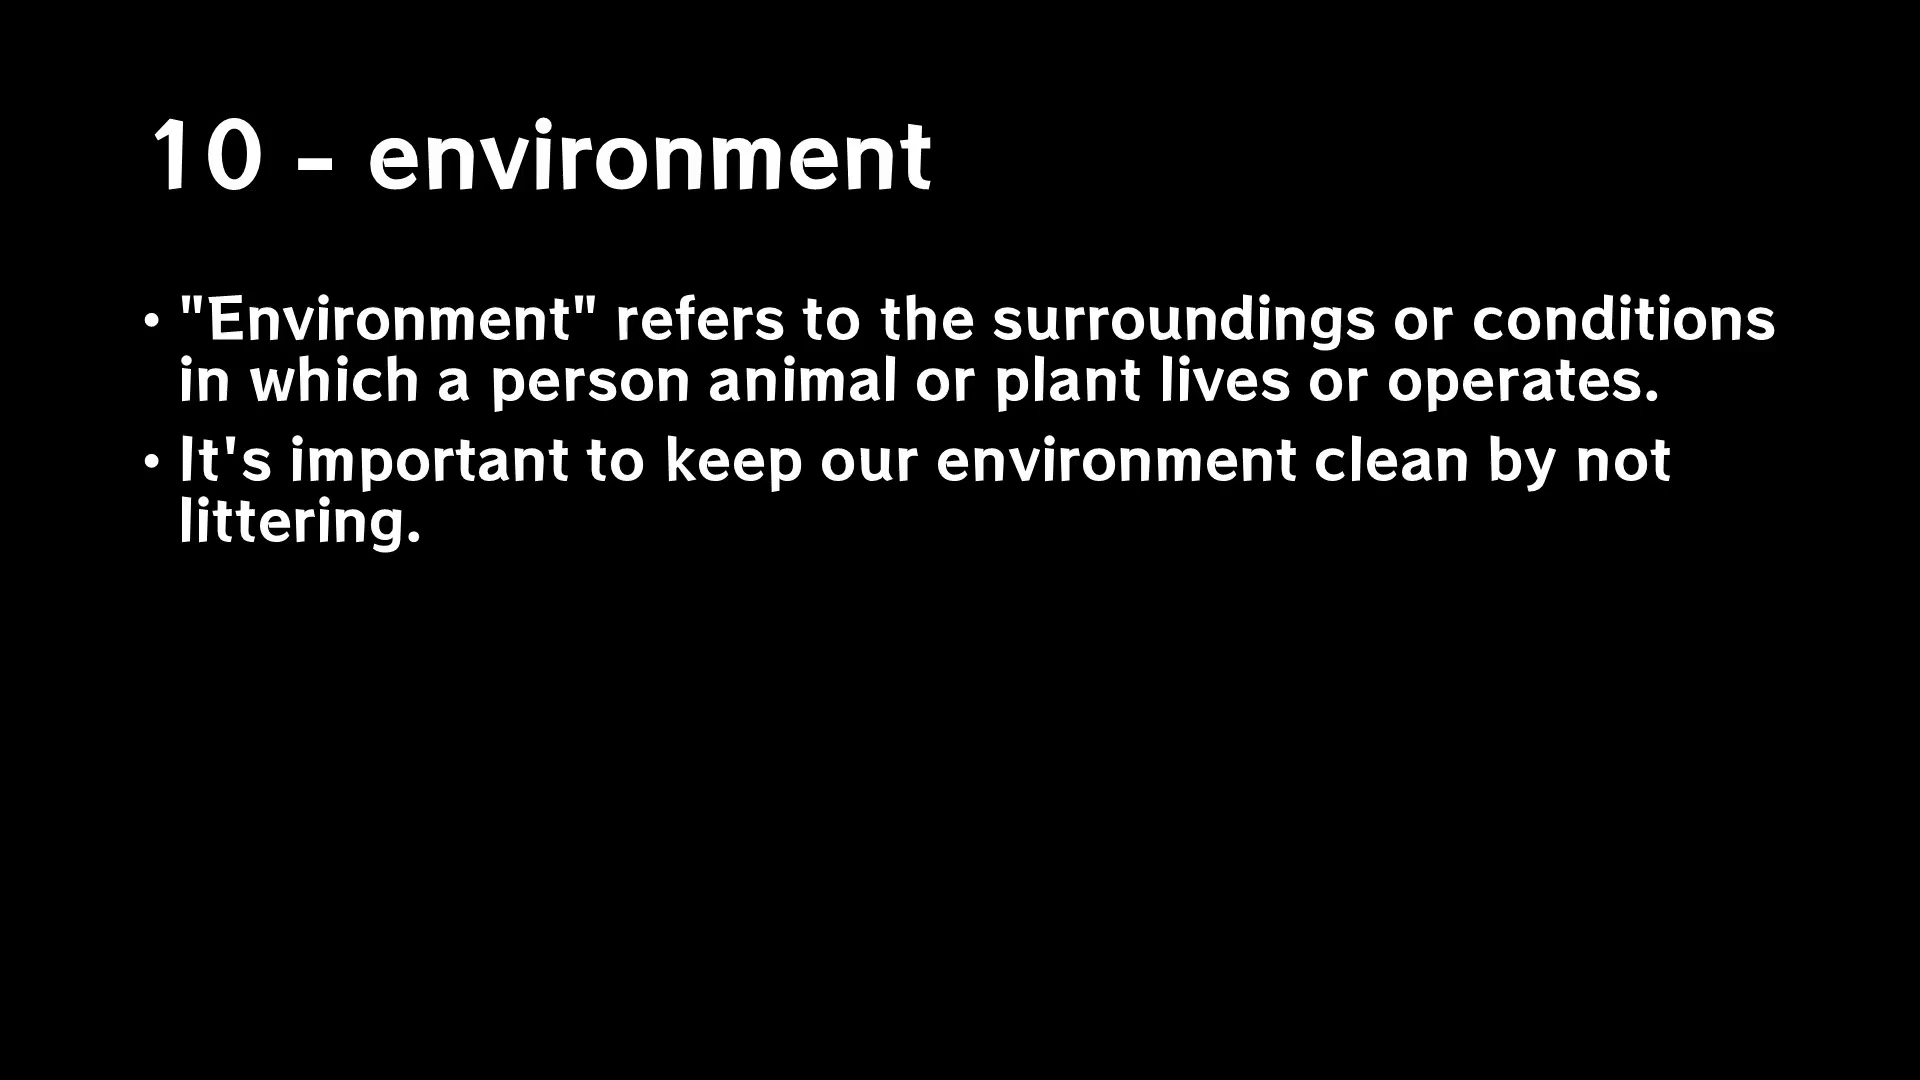 10 - environment
• "Environment" refers to the surroundings or conditions
in which a person animal or plant lives or operates.
• It's important to keep our environment clean by not
littering.